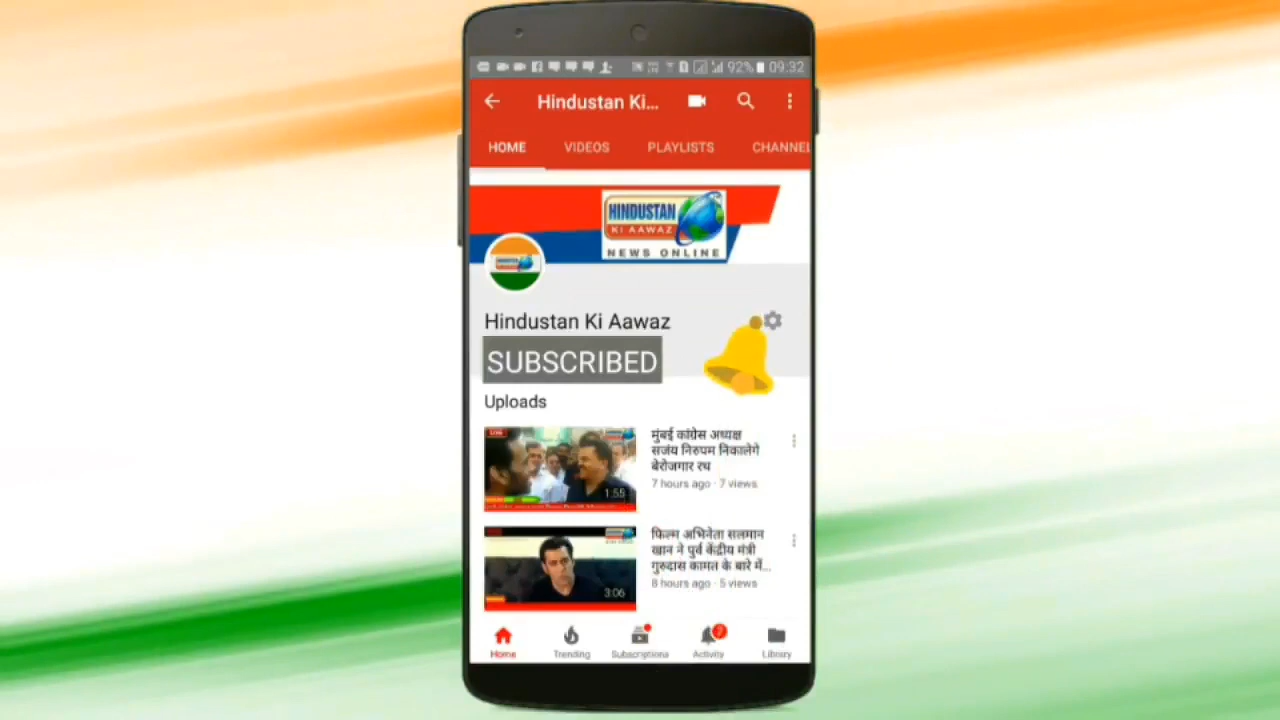 92% 09:32
Hindustan Ki...
HOME VIDEOS PLAYLISTS CHANNEL
HINDUSTAN
KI AAWAZ
NEWS ONLINE
Hindustan Ki Aawaz
SUBSCRIBED
Uploads
मुंबई कांग्रेस अध्यक्ष
सजंय निरुपम निकालेगे
बेरोजगार रथ
7 hours ago · 7 views
1:55
फिल्म अभिनेता सलमान
खान ने पुर्व केंद्रीय मंत्री
गुरुदास कामत के बारे में...
8 hours ago · 5 views
3:06
Home Trending Subscriptions Activity Library
7